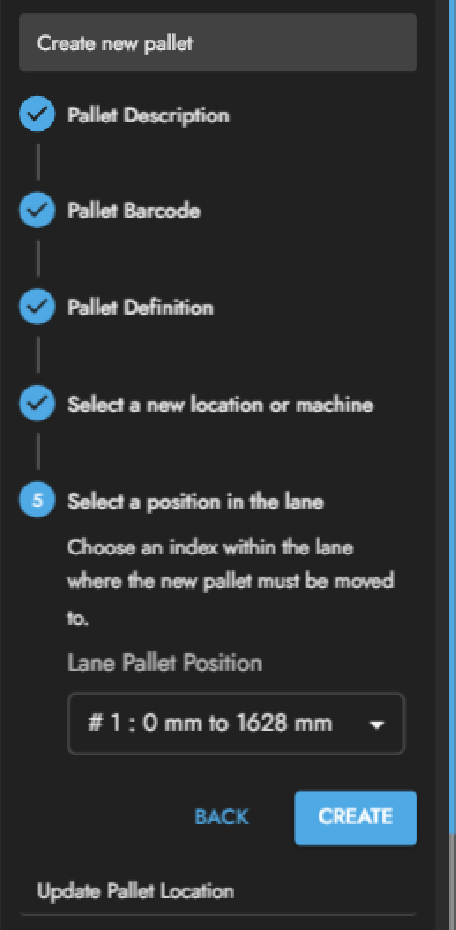 Create new pallet
Pallet Description
Pallet Barcode
Pallet Definition
Select a new location or machine
5
Select a position in the lane
Choose an index within the lane
where the new pallet must be moved
to.
Lane Pallet Position
# 1 : 0 mm to 1628 mm
BACK
CREATE
Update Pallet Location